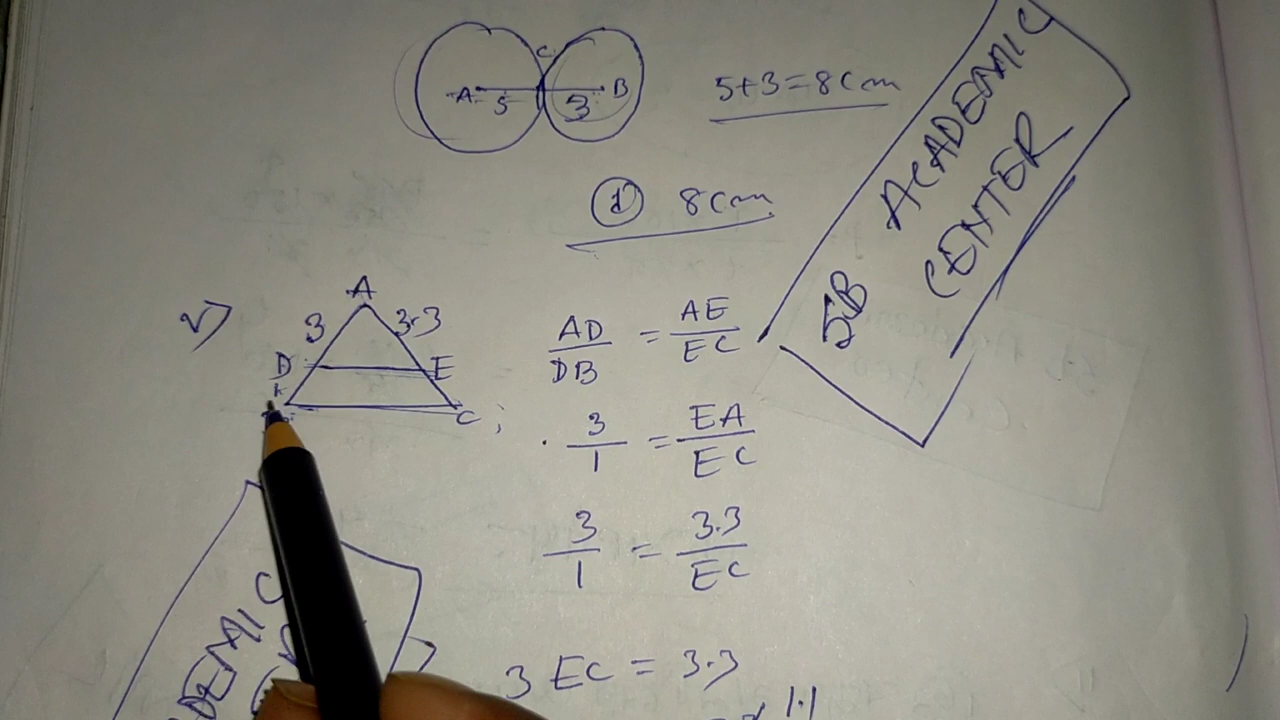 C
A 5 3 B
5+3=8cm
① 8cm
ACADEMIC
CENTER
SB
2)
A
3 3.3
D E
C ;
AD/DB = AE/EC
3/1 = EA/EC
3/1 = 3.3/EC
3 EC = 3.3
1.1
ADEMIC